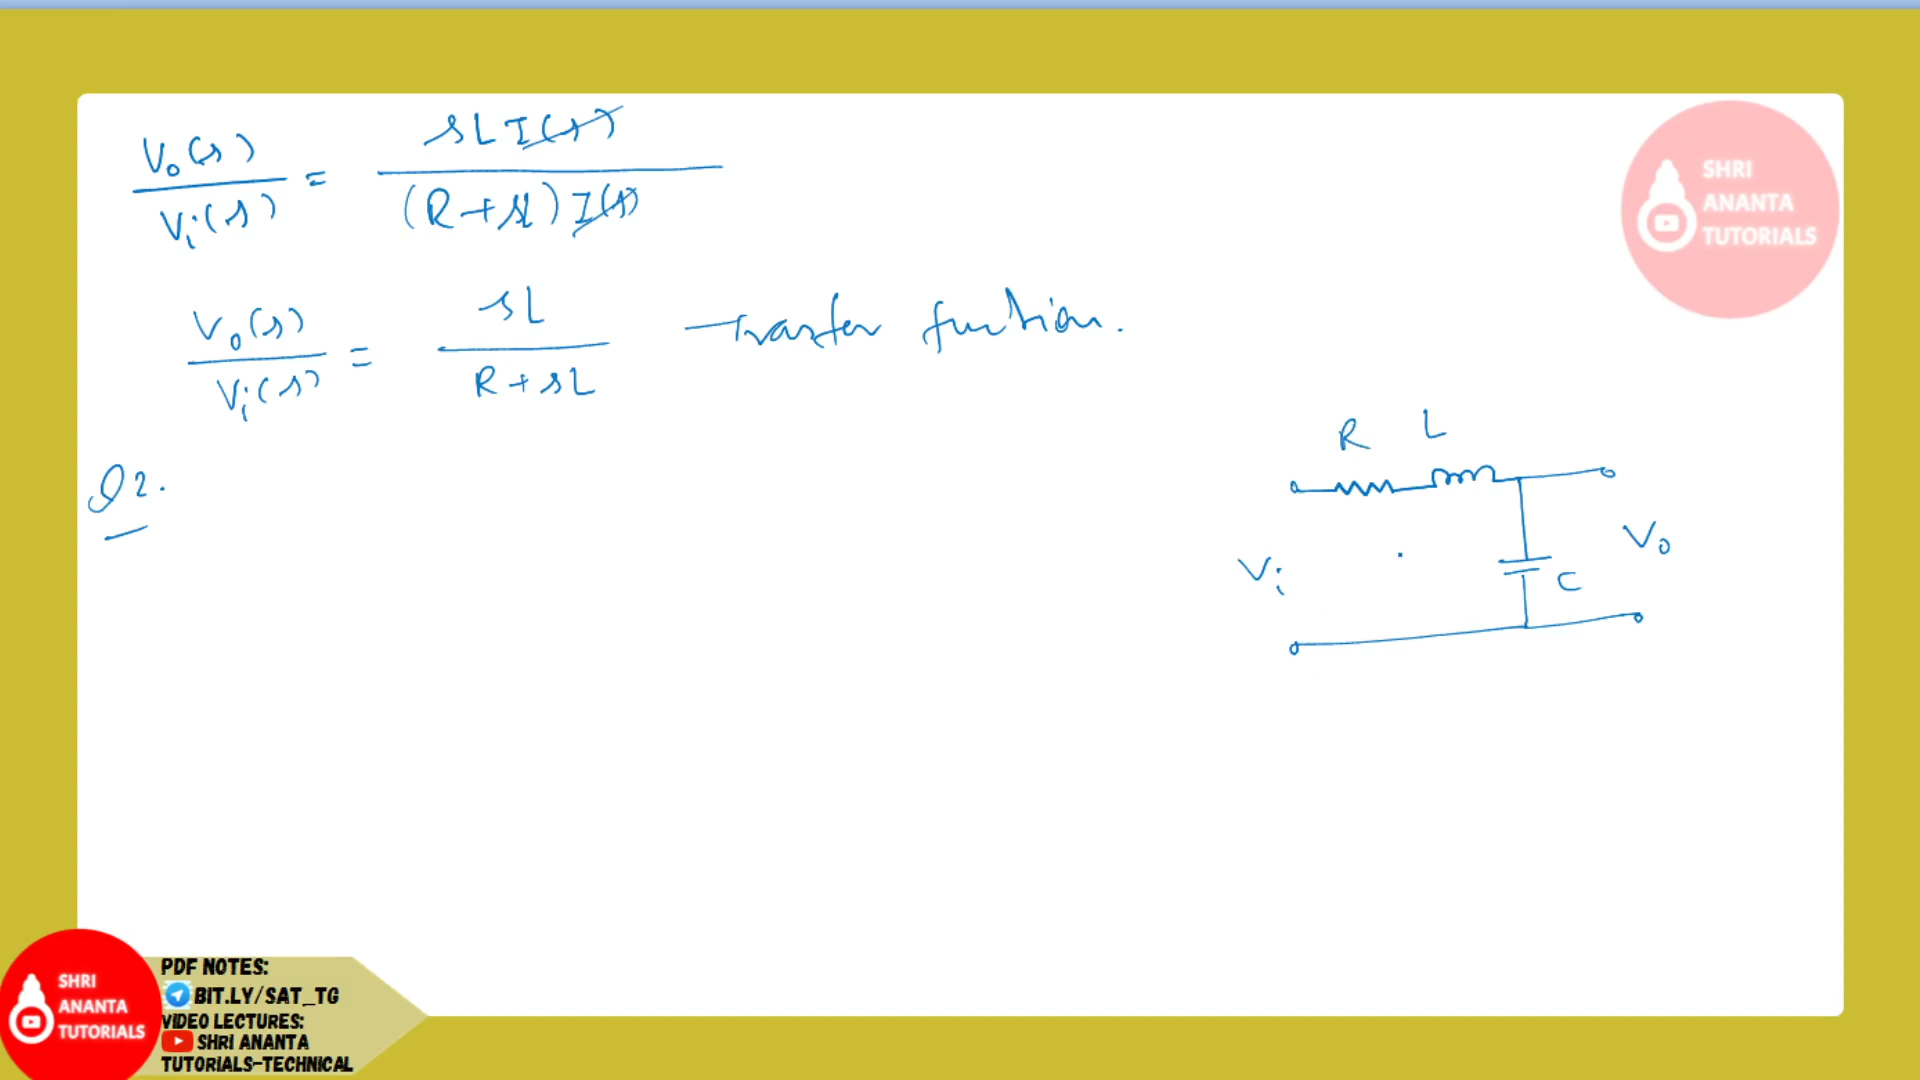 V₀(s) / Vᵢ(s) = sL I(s) / (R+sL) I(s)
V₀(s) / Vᵢ(s) = sL / R+sL Transfer function.
Q2.
R L
Vᵢ C V₀
SHRI
ANANTA
TUTORIALS
SHRI
ANANTA
TUTORIALS
PDF NOTES:
BIT.LY/SAT_TG
VIDEO LECTURES:
SHRI ANANTA
TUTORIALS-TECHNICAL